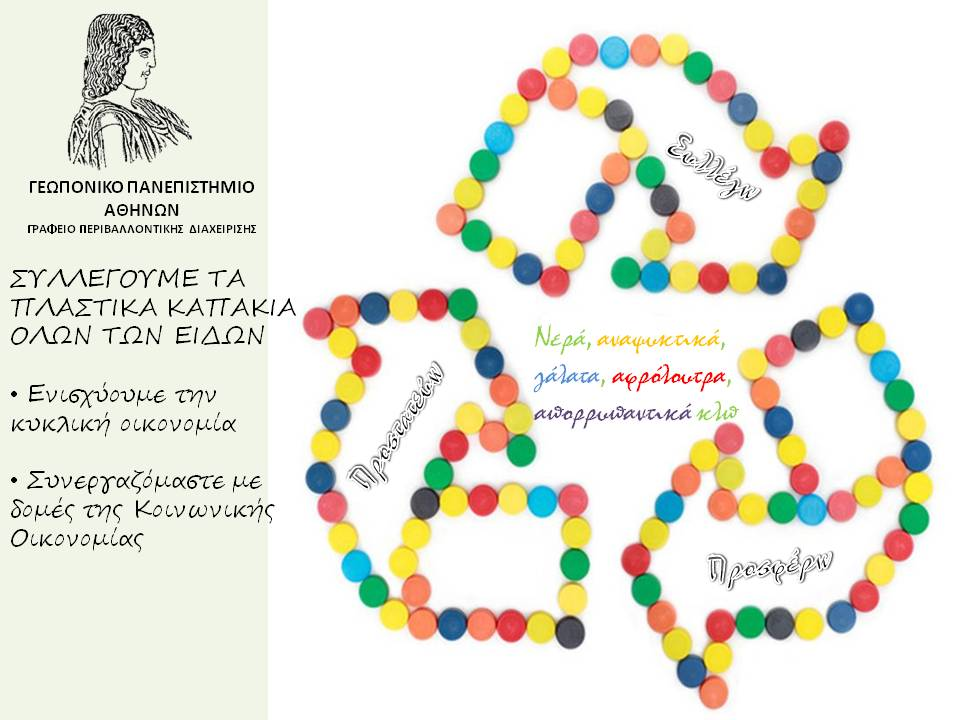 ΓΕΩΠΟΝΙΚΟ ΠΑΝΕΠΙΣΤΗΜΙΟ
ΑΘΗΝΩΝ
ΓΡΑΦΕΙΟ ΠΕΡΙΒΑΛΛΟΝΤΙΚΗΣ ΔΙΑΧΕΙΡΙΣΗΣ
ΣΥΛΛΕΓΟΥΜΕ ΤΑ
ΠΛΑΣΤΙΚΑ ΚΑΠΑΚΙΑ
ΟΛΩΝ ΤΩΝ ΕΙΔΩΝ
• Ενισχύουμε την
κυκλική οικονομία
• Συνεργαζόμαστε με
δομές της Κοινωνικής
Οικονομίας
Συλλέγω
Προστατεύω
Νερά, αναψυκτικά,
γάλατα, αφρόλουτρα,
απορρυπαντικά κλπ
Προσφέρω